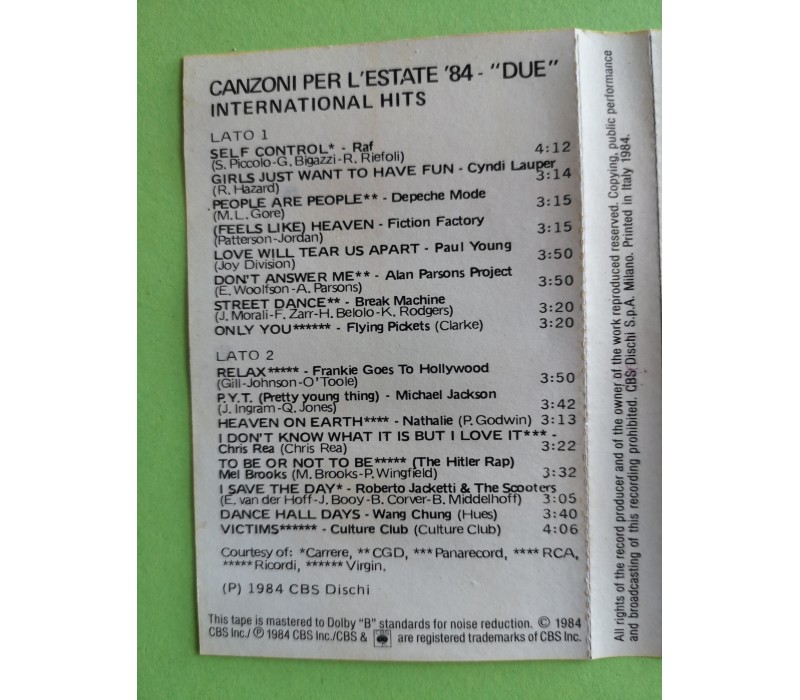 CANZONI PER L'ESTATE '84 - "DUE"
INTERNATIONAL HITS
LATO 1
SELF CONTROL* - Raf 4:12
(S. Piccolo-G. Bigazzi-R. Riefoli)
GIRLS JUST WANT TO HAVE FUN - Cyndi Lauper
(R. Hazard) 3:14
PEOPLE ARE PEOPLE** - Depeche Mode 3:15
(M.L. Gore)
(FEELS LIKE) HEAVEN - Fiction Factory 3:15
(Patterson-Jordan)
LOVE WILL TEAR US APART - Paul Young 3:50
(Joy Division)
DON'T ANSWER ME** - Alan Parsons Project 3:50
(E. Woolfson-A. Parsons)
STREET DANCE** - Break Machine
(J. Morali-F. Zarr-H. Belolo-K. Rodgers) 3:20
ONLY YOU****** - Flying Pickets (Clarke) 3:20
LATO 2
RELAX***** - Frankie Goes To Hollywood
(Gill-Johnson-O'Toole) 3:50
P.Y.T. (Pretty young thing) - Michael Jackson
(J. Ingram-Q. Jones) 3:42
HEAVEN ON EARTH**** - Nathalie (P. Godwin) 3:13
I DON'T KNOW WHAT IT IS BUT I LOVE IT*** -
Chris Rea (Chris Rea) 3:22
TO BE OR NOT TO BE***** (The Hitler Rap)
Mel Brooks (M. Brooks-P. Wingfield) 3:32
I SAVE THE DAY* - Roberto Jacketti & The Scooters
(E. van der Hoff-J. Booy-B. Corver-B. Middelhoff) 3:05
DANCE HALL DAYS - Wang Chung (Hues) 3:40
VICTIMS****** - Culture Club (Culture Club) 4:06
Courtesy of: *Carrere, **CGD, ***Panarecord, ****RCA,
*****Ricordi, ******Virgin.
(P) 1984 CBS Dischi
This tape is mastered to Dolby "B" standards for noise reduction. © 1984
CBS Inc./℗ 1984 CBS Inc./CBS & are registered trademarks of CBS Inc.
All rights of the record producer and of the owner of the work reproduced reserved. Copying, public performance
and broadcasting of this recording prohibited. CBS Dischi S.p.A. Milano. Printed in Italy 1984.